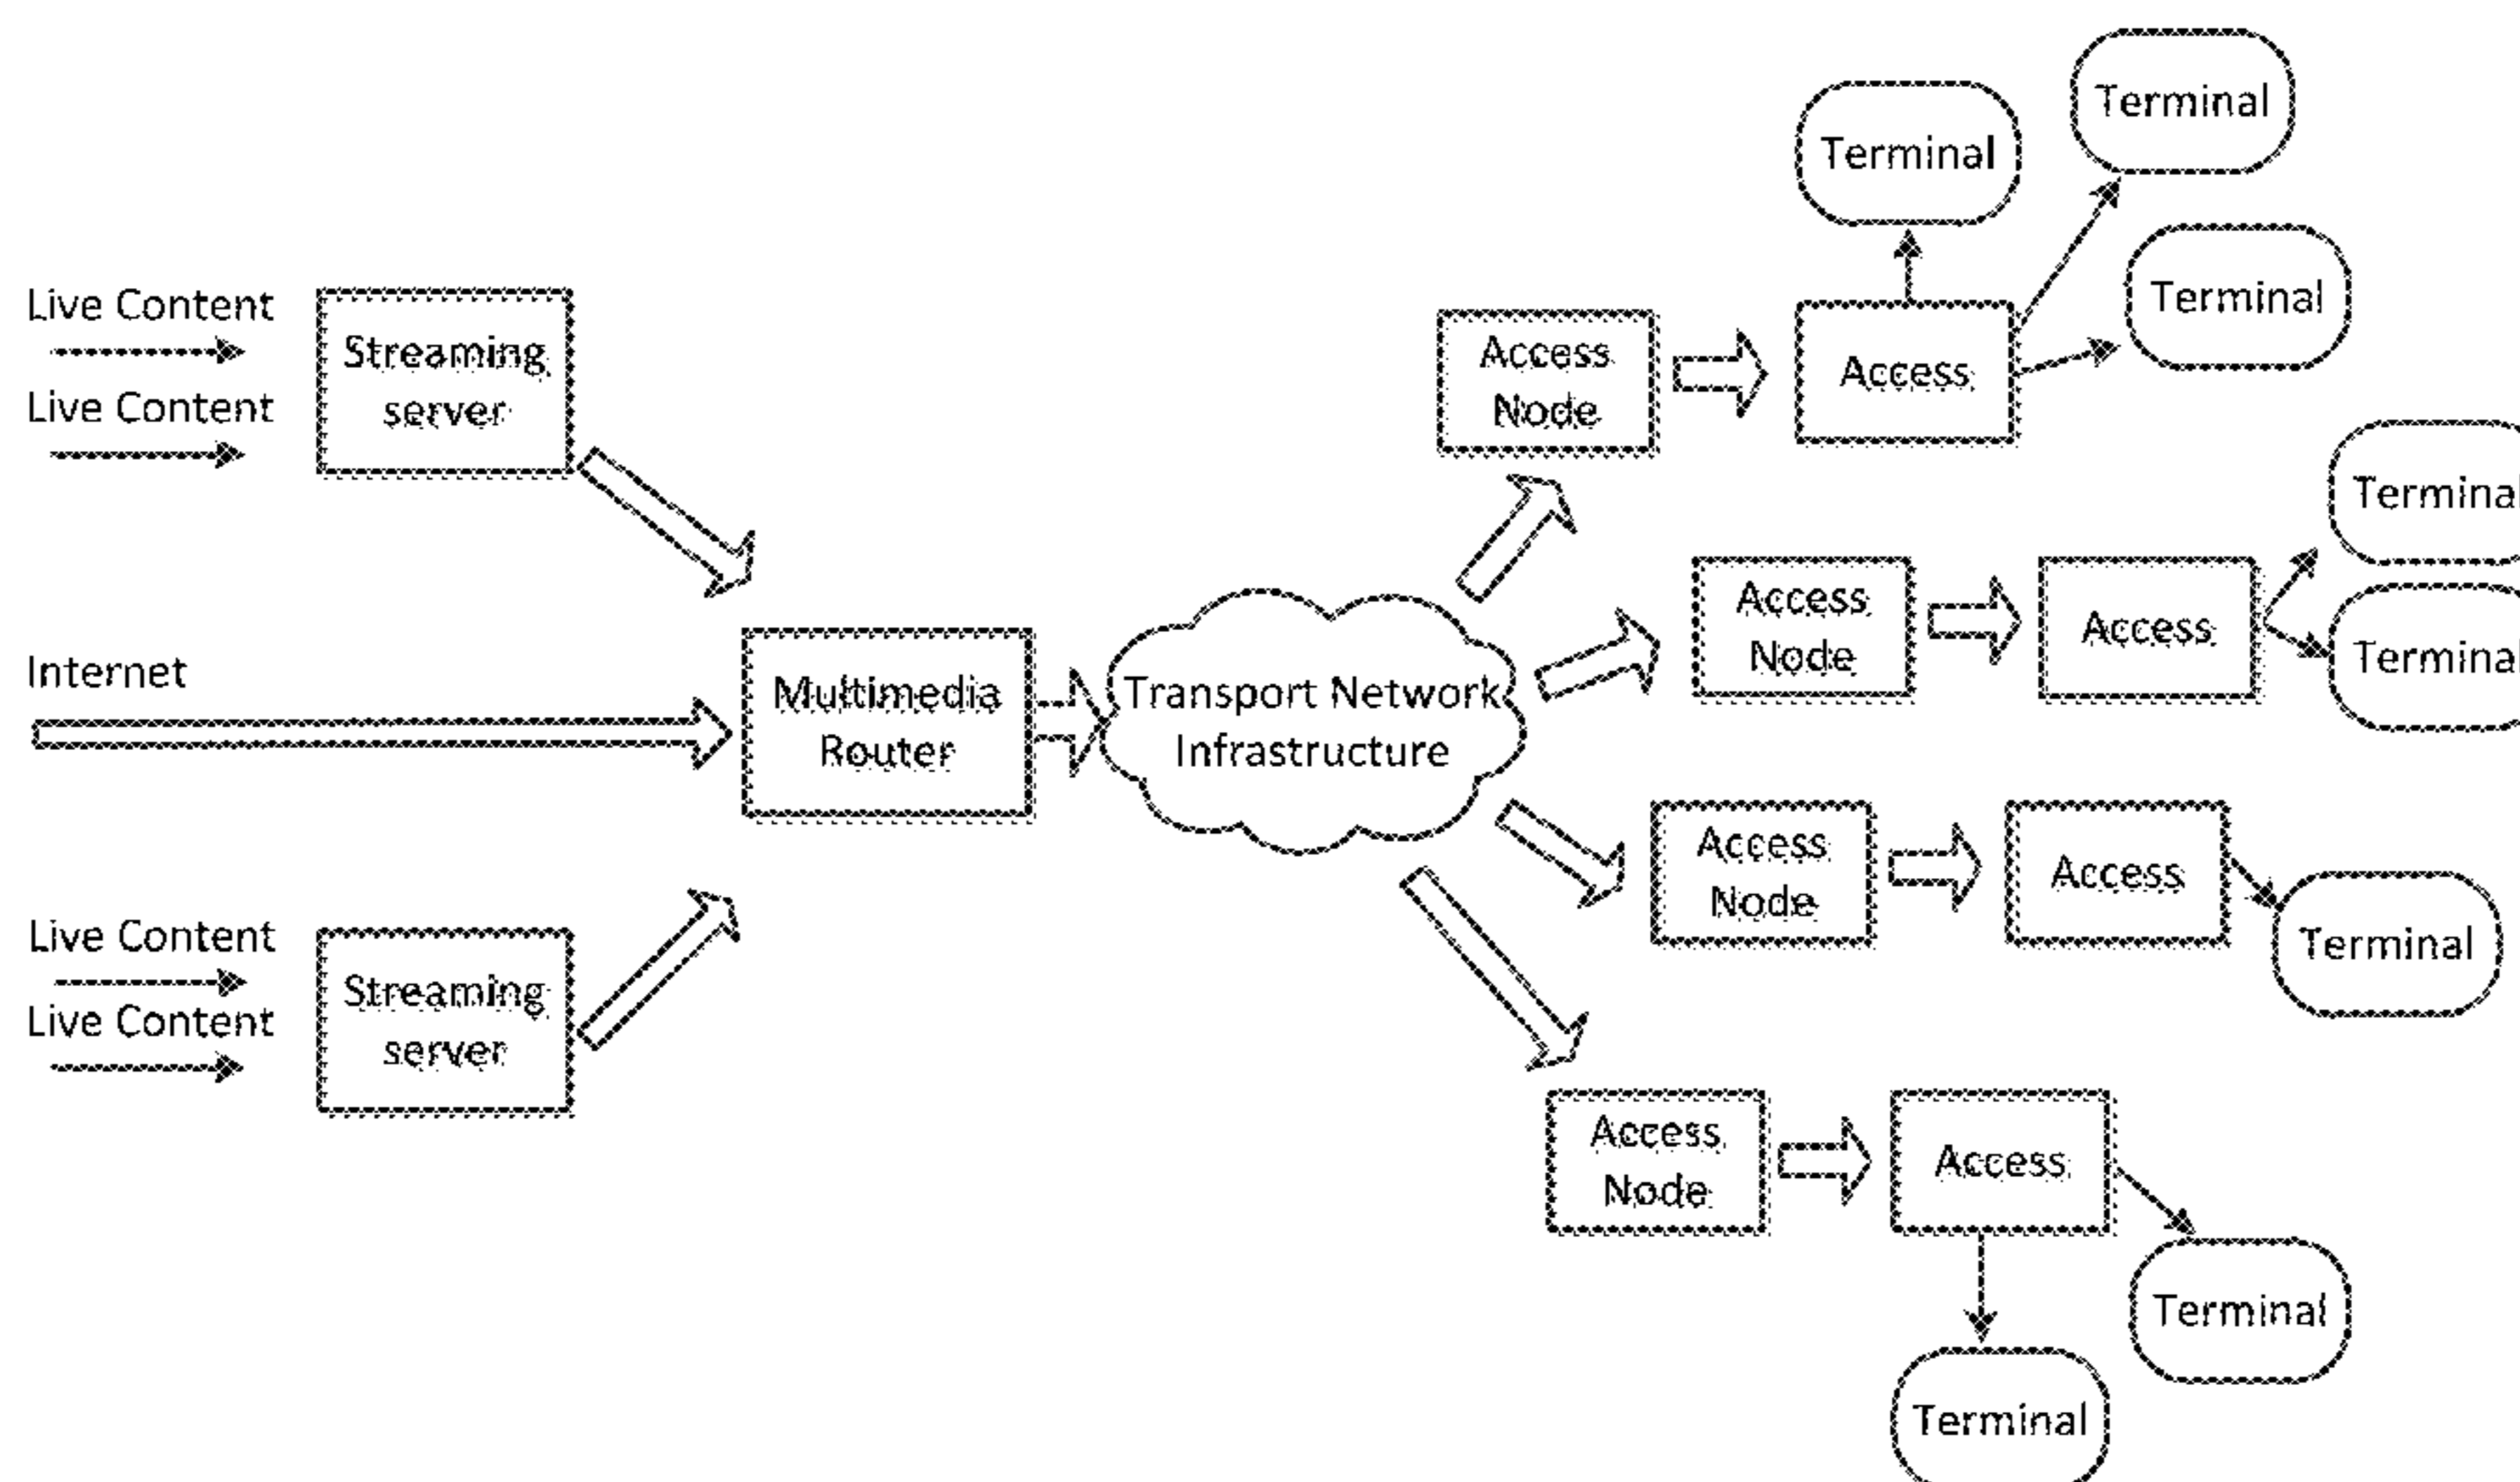 Live Content
Live Content
Streaming
server
Internet
Live Content
Live Content
Streaming
server
Multimedia
Router
Transport Network
Infrastructure
Access
Node
Access
Terminal
Terminal
Terminal
Access
Node
Access
Terminal
Terminal
Access
Node
Access
Terminal
Access
Node
Access
Terminal
Terminal